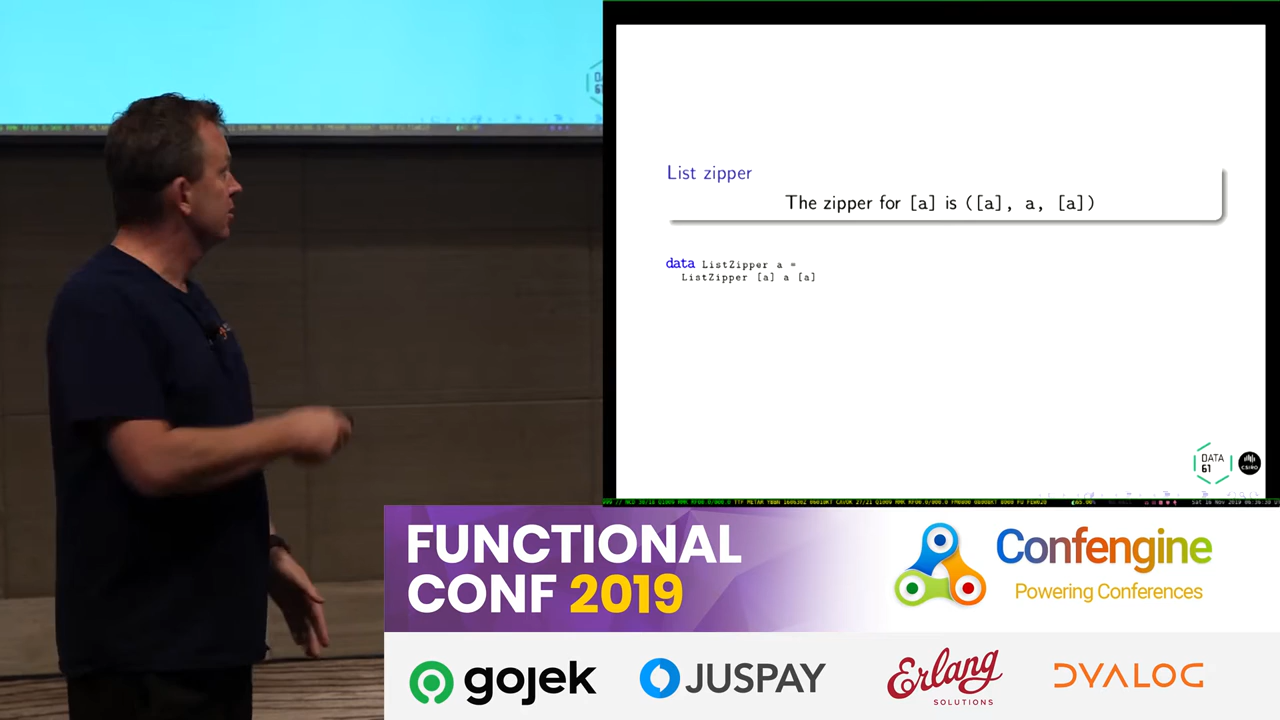 List zipper
The zipper for [a] is ([a], a, [a])
data ListZipper a =
ListZipper [a] a [a]
DATA
61
CSIRO
FUNCTIONAL
CONF 2019
Confengine
Powering Conferences
gojek
JUSPAY
Erlang
SOLUTIONS
DYALOG